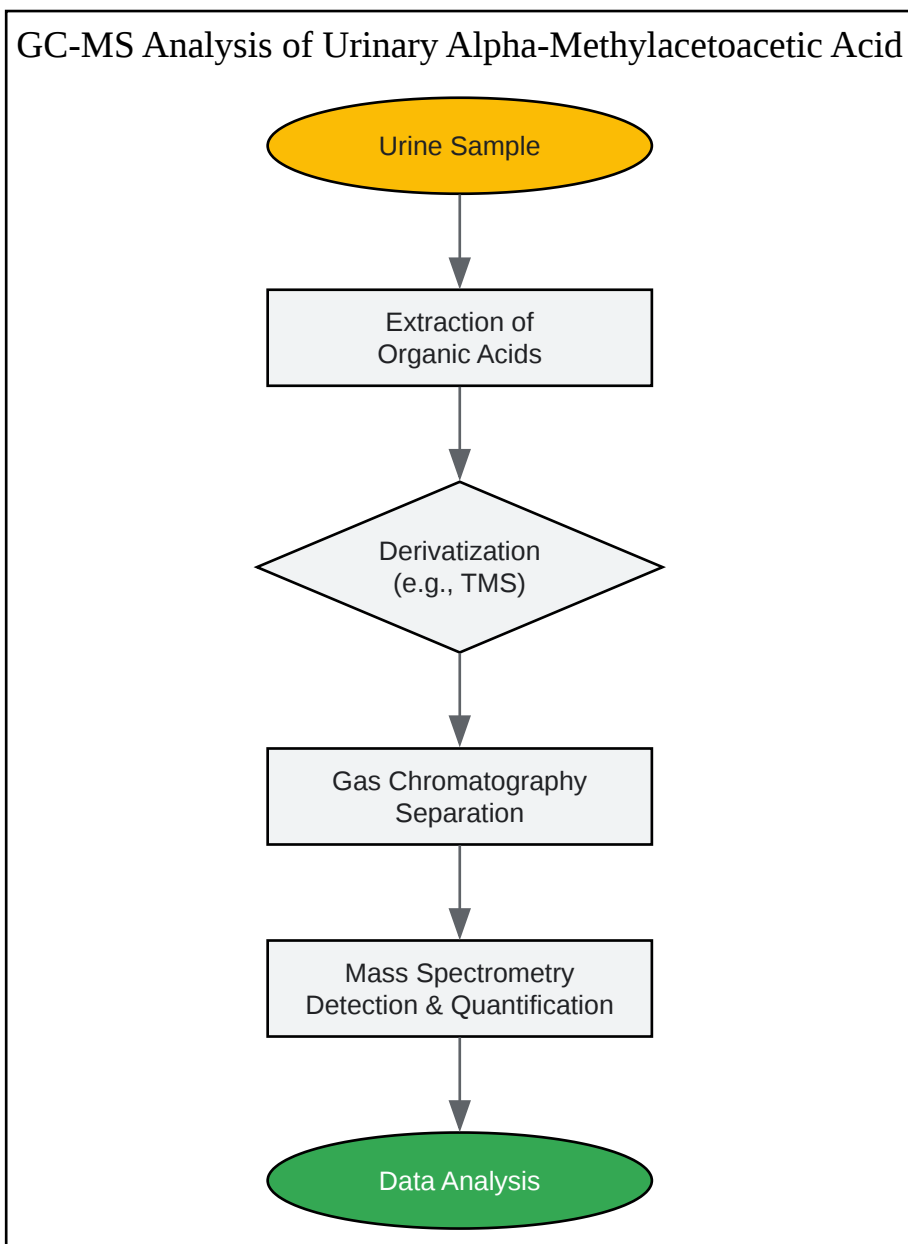 GC-MS Analysis of Urinary Alpha-Methylacetoacetic Acid
Urine Sample
Extraction of
Organic Acids
Derivatization
(e.g., TMS)
Gas Chromatography
Separation
Mass Spectrometry
Detection & Quantification
Data Analysis